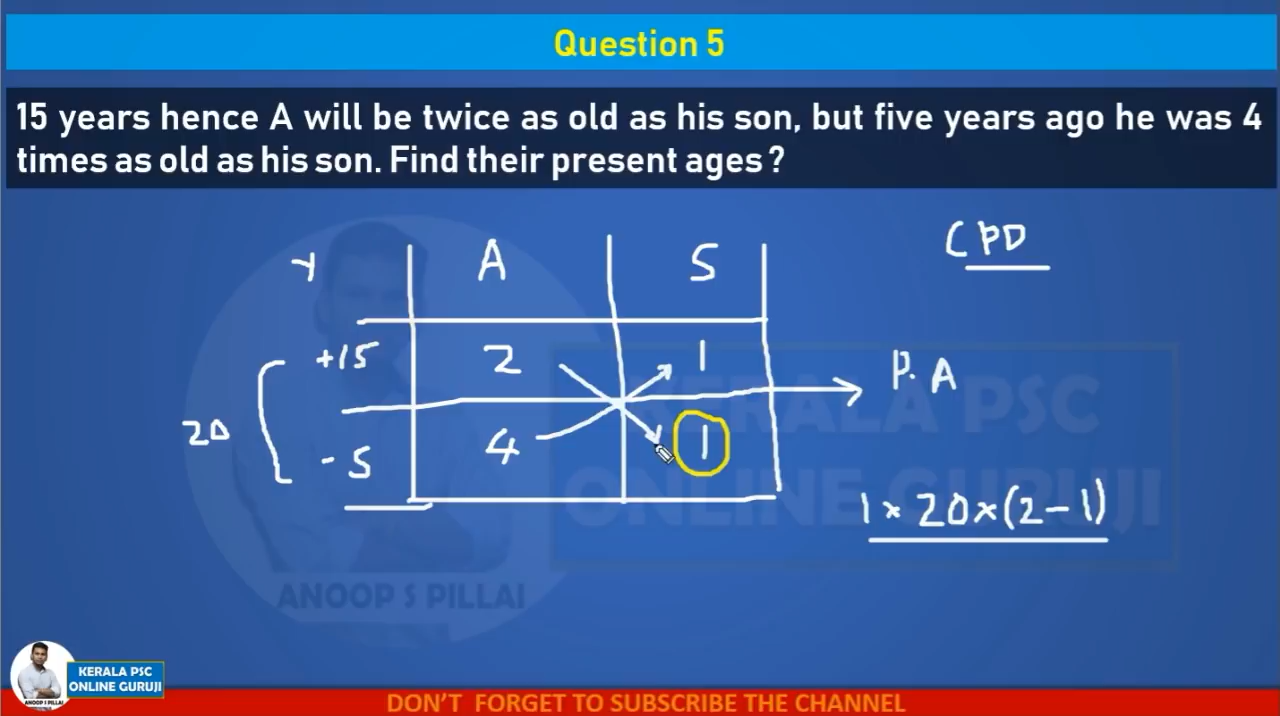 Question 5
15 years hence A will be twice as old as his son, but five years ago he was 4
times as old as his son. Find their present ages ?
CPD
Y A S
+15 2 1
P. A
20
- 5 4 1
1 × 20 × (2 - 1)
KERALA PSC
ONLINE GURUJI
ANOOP S PILLAI
KERALA PSC
ONLINE GURUJI
ANOOP S PILLAI
DON'T FORGET TO SUBSCRIBE THE CHANNEL